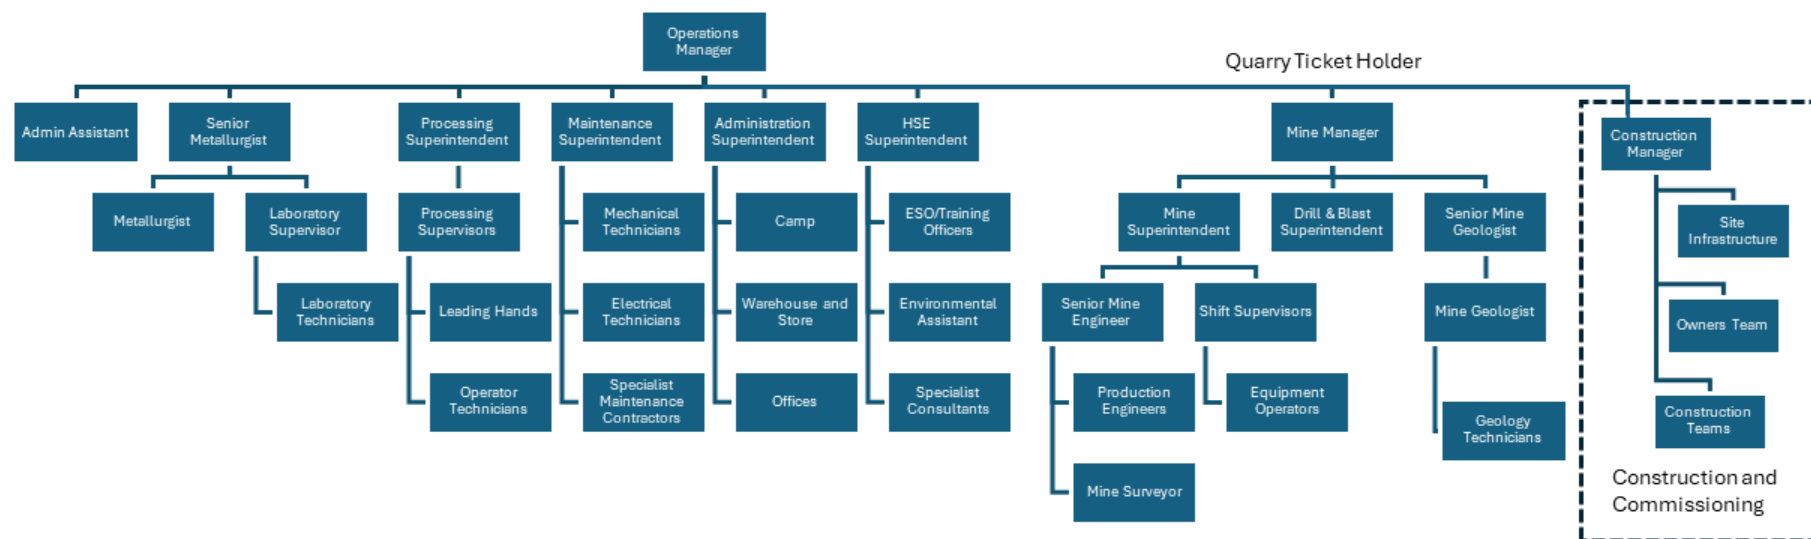 Operations
Manager
Quarry Ticket Holder
Admin Assistant
Senior
Metallurgist
Processing
Superintendent
Maintenance
Superintendent
Administration
Superintendent
HSE
Superintendent
Mine Manager
Construction
Manager
Metallurgist
Laboratory
Supervisor
Processing
Supervisors
Mechanical
Technicians
Camp
ESO/Training
Officers
Mine
Superintendent
Drill & Blast
Superintendent
Senior Mine
Geologist
Site
Infrastructure
Laboratory
Technicians
Leading Hands
Electrical
Technicians
Warehouse and
Store
Environmental
Assistant
Senior Mine
Engineer
Shift Supervisors
Mine Geologist
Owners Team
Operator
Technicians
Specialist
Maintenance
Contractors
Offices
Specialist
Consultants
Production
Engineers
Equipment
Operators
Geology
Technicians
Construction
Teams
Mine Surveyor
Construction and
Commissioning